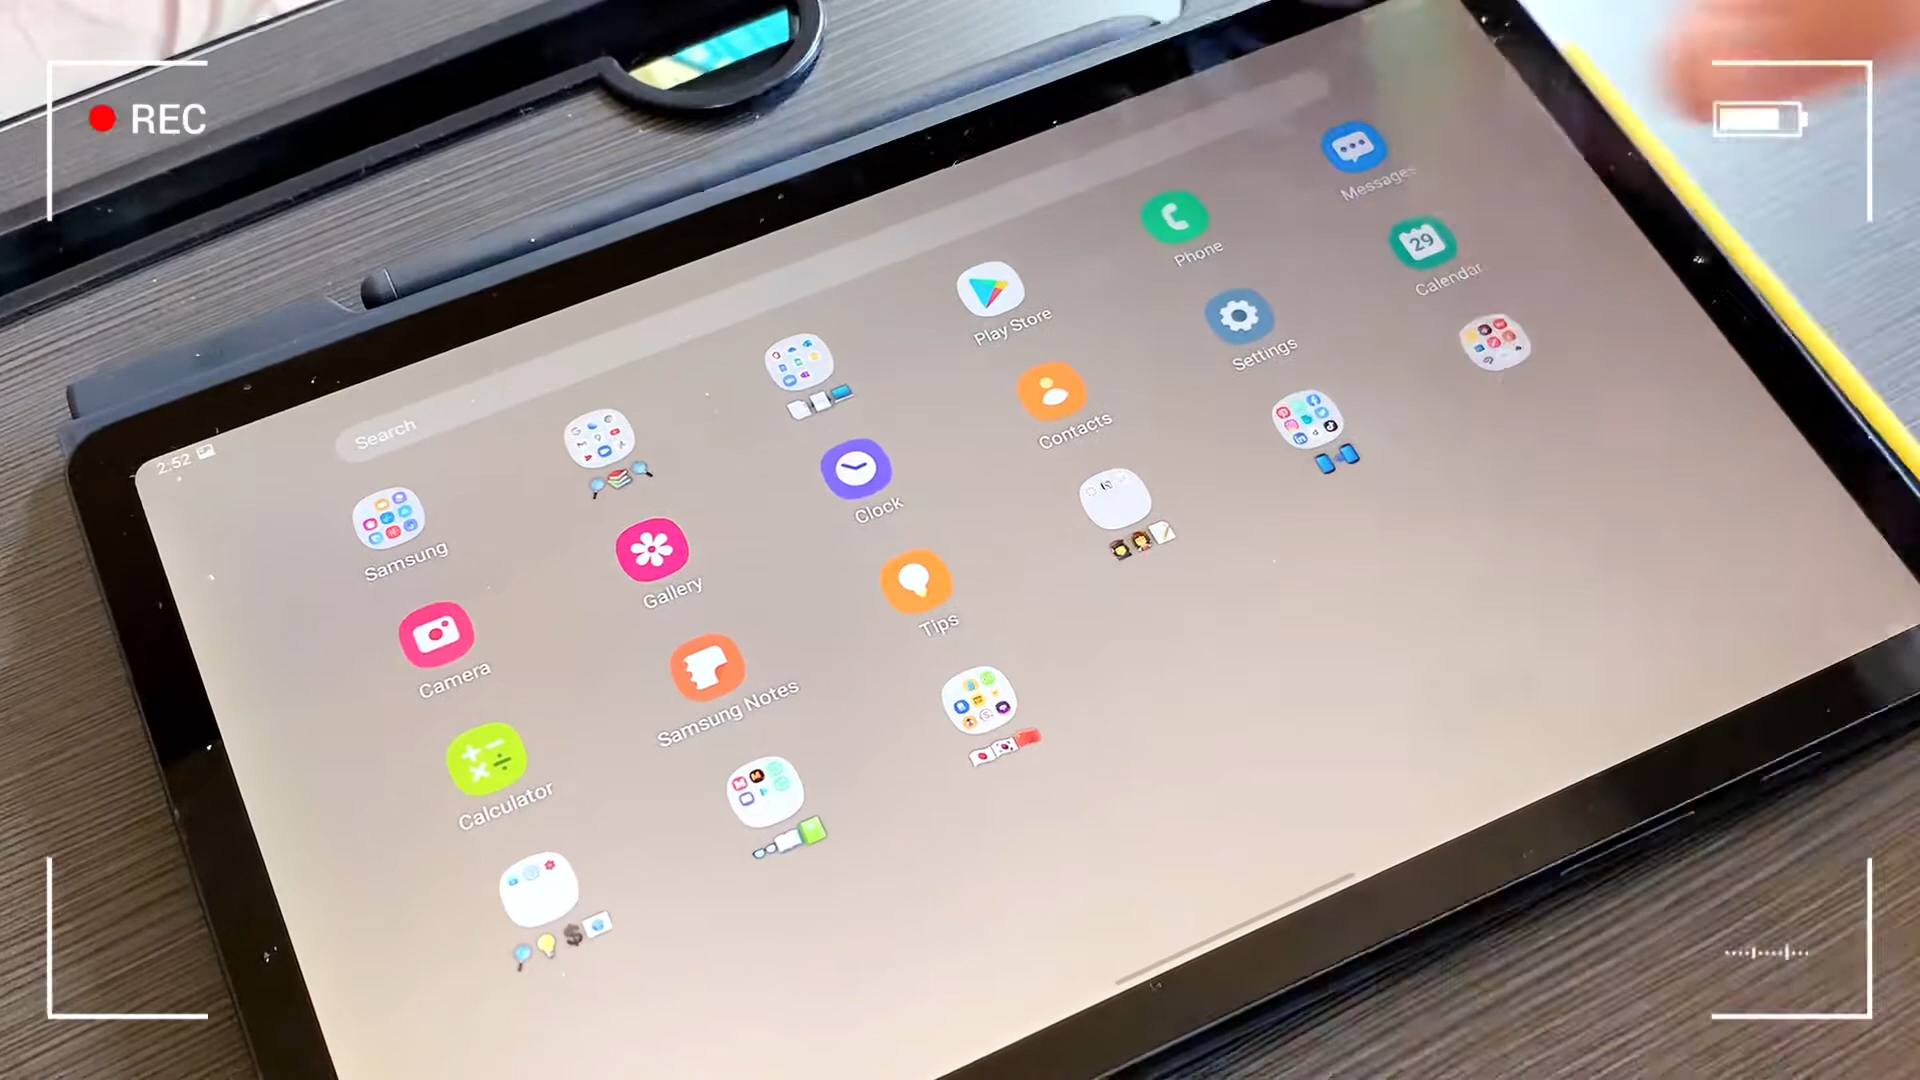 REC
2:52
Search
Samsung
Play Store
Phone
Messages
Camera
Gallery
Clock
Contacts
Settings
29
Calendar
Calculator
Samsung Notes
Tips